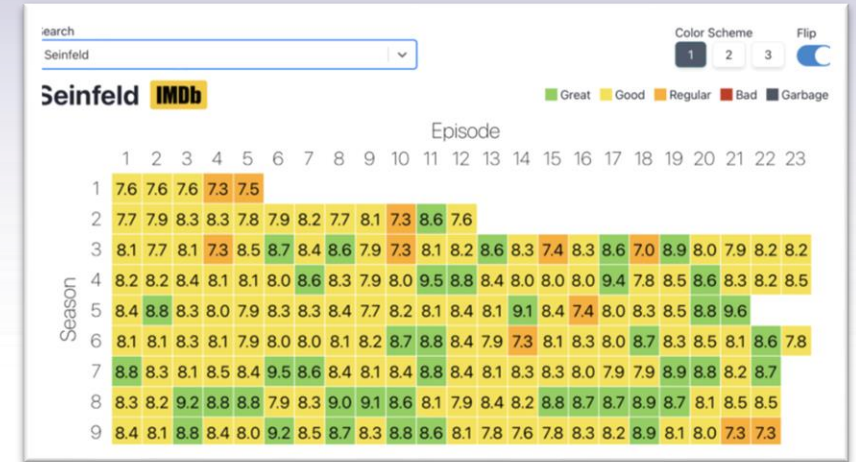 Search Color Scheme Flip
Seinfeld 1 2 3
Seinfeld IMDb Great Good Regular Bad Garbage
Episode
1 2 3 4 5 6 7 8 9 10 11 12 13 14 15 16 17 18 19 20 21 22 23
1 7.6 7.6 7.6 7.3 7.5
2 7.7 7.9 8.3 8.3 7.8 7.9 8.2 7.7 8.1 7.3 8.6 7.6
3 8.1 7.7 8.1 7.3 8.5 8.7 8.4 8.6 7.9 7.3 8.1 8.2 8.6 8.3 7.4 8.3 8.6 7.0 8.9 8.0 7.9 8.2 8.2
Season
4 8.2 8.2 8.4 8.1 8.1 8.0 8.6 8.3 7.9 8.0 9.5 8.8 8.4 8.0 8.0 8.0 9.4 7.8 8.5 8.6 8.3 8.2 8.5
5 8.4 8.8 8.3 8.0 7.9 8.3 8.3 8.4 7.7 8.2 8.1 8.4 8.1 9.1 8.4 7.4 8.0 8.3 8.5 8.8 9.6
6 8.1 8.1 8.3 8.1 7.9 8.0 8.0 8.1 8.2 8.7 8.8 8.4 7.9 7.3 8.1 8.3 8.0 8.7 8.3 8.5 8.1 8.6 7.8
7 8.8 8.3 8.1 8.5 8.4 9.5 8.6 8.4 8.1 8.4 8.8 8.4 8.1 8.3 8.3 8.0 7.9 7.9 8.9 8.8 8.2 8.7
8 8.3 8.2 9.2 8.8 8.8 7.9 8.3 9.0 9.1 8.6 8.1 7.9 8.4 8.2 8.8 8.7 8.7 8.9 8.7 8.1 8.5 8.5
9 8.4 8.1 8.8 8.4 8.0 9.2 8.5 8.7 8.3 8.8 8.6 8.1 7.8 7.6 7.8 8.3 8.2 8.9 8.1 8.0 7.3 7.3